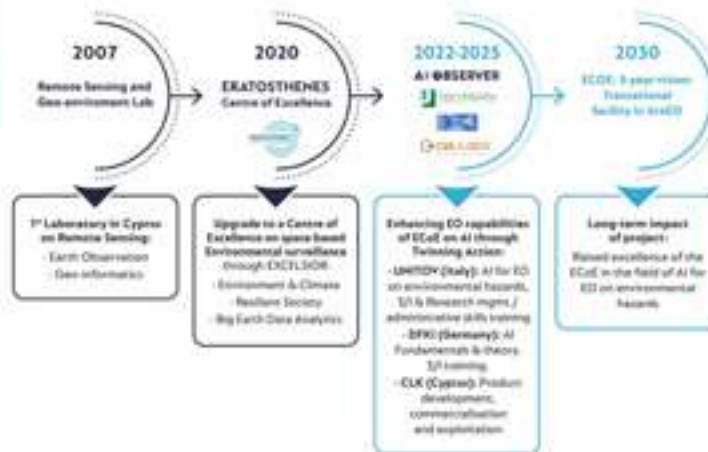 2007
Remote Sensing and
Geo-enviroment Lab
2020
ERATOSTHENES
Centre of Excellence
2022-2025
AI OBSERVER
2030
ECOE:
year vision
Transational
facility in
1st Laboratory in Cyprus
on Remote Sensing:
- Earth Observation
- Geo-informatics
Upgrade to a Centre of
Excellence on space based
Environmental surveillance
through EXCELSIOR:
- Environment & Climate
- Resilient Society
- Big Earth Data Analytics
Enhancing EO capabilities
of ECoE on AI through
Twinning Action:
- UNITOV (Italy): AI for EO
on environmental hazards,
S/I & Research mgmt./
administrative skills training
- DFKI (Germany): AI
Fundamentals & theory,
S/I training,
- CLK (Cyprus): Product
development,
commercialisation
and exploitation
Long-term impact
of project:
Raised excellence of the
ECoE in the field of AI for
EO on environmental
hazards